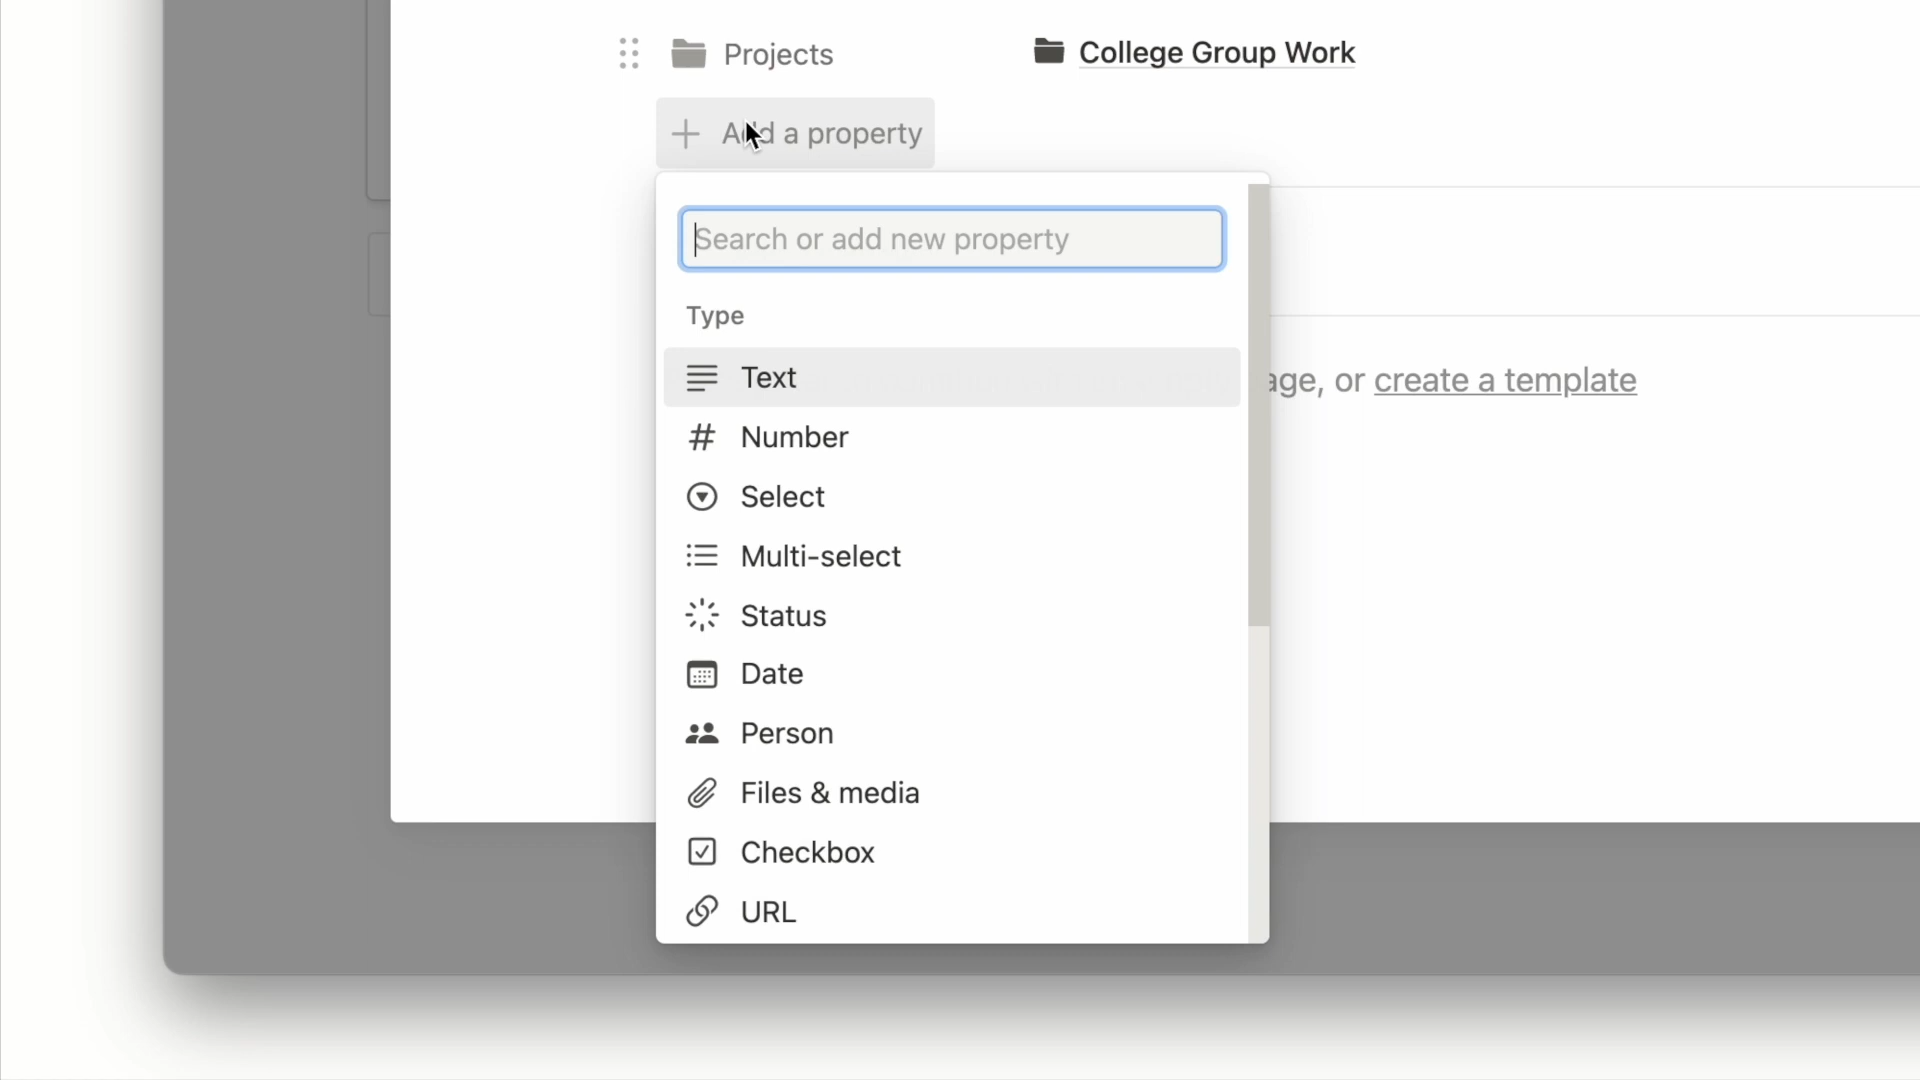 Projects College Group Work
Add a property
Search or add new property
Type
Text
age, or create a template
Number
Select
Multi-select
Status
Date
Person
Files & media
Checkbox
URL